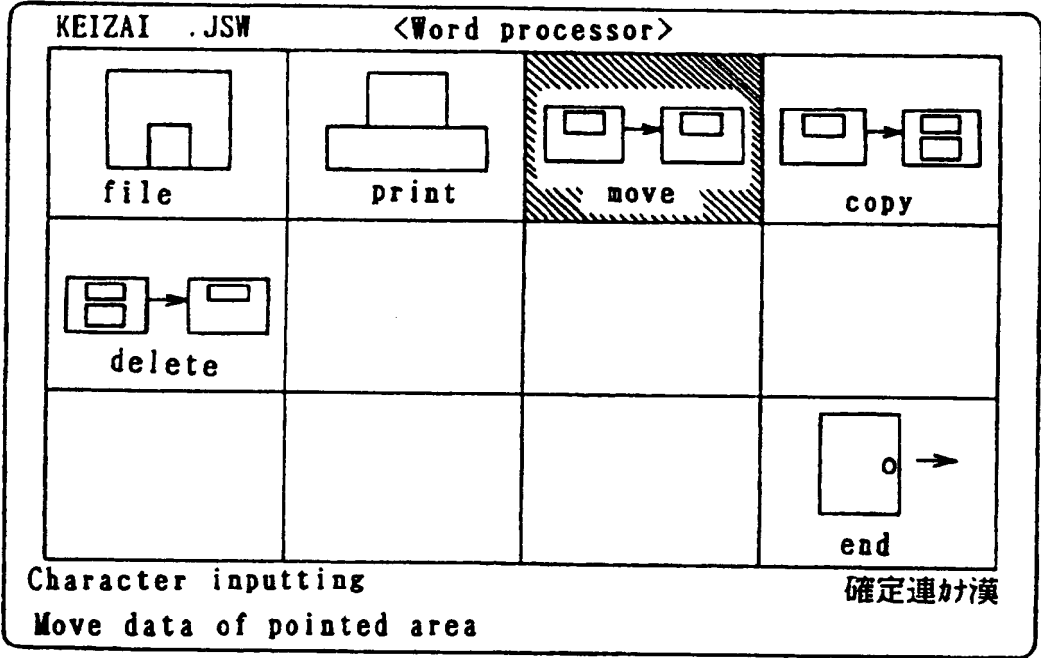 KEIZAI .JSW <Word processor>
file print move copy
delete
end
Character inputting 確定連ｶﾅ漢
Move data of pointed area